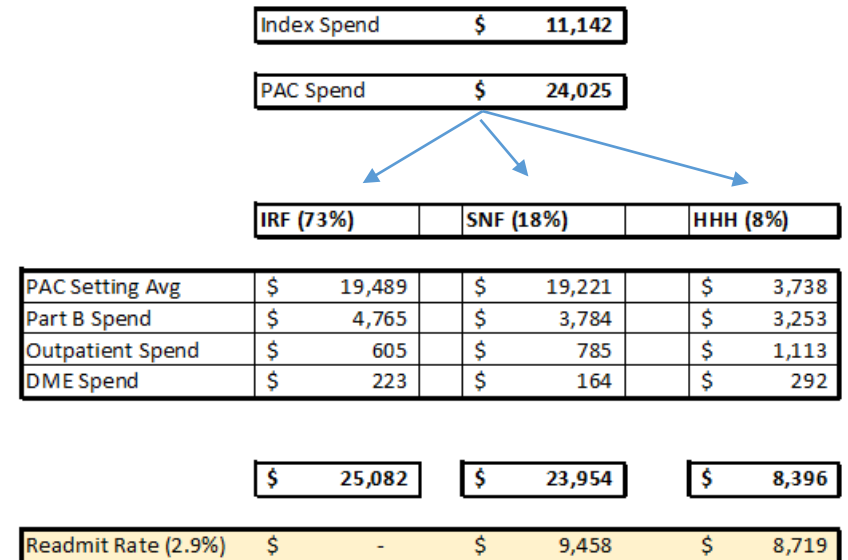 Index Spend $ 11,142
PAC Spend $ 24,025
IRF (73%) SNF (18%) HHH (8%)
PAC Setting Avg $ 19,489 $ 19,221 $ 3,738
Part B Spend $ 4,765 $ 3,784 $ 3,253
Outpatient Spend $ 605 $ 785 $ 1,113
DME Spend $ 223 $ 164 $ 292
$ 25,082 $ 23,954 $ 8,396
Readmit Rate (2.9%) $ - $ 9,458 $ 8,719